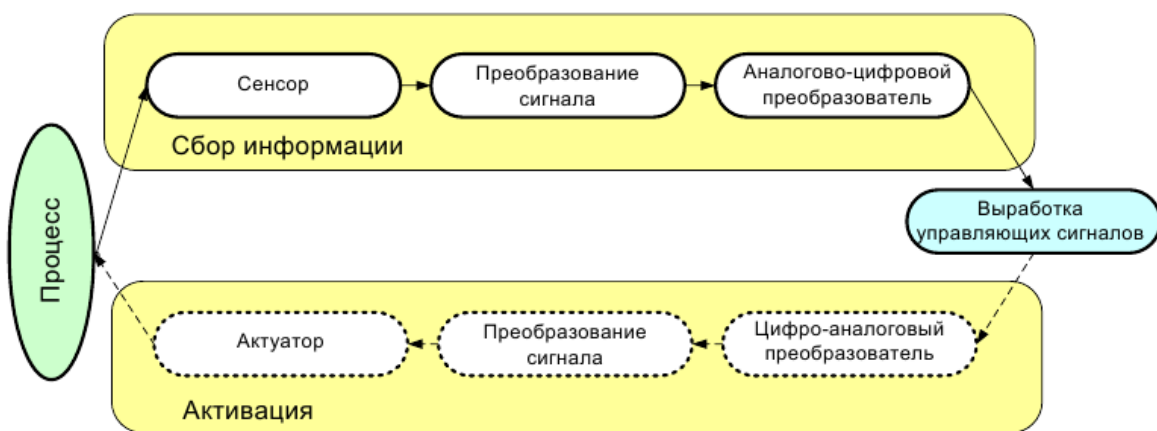 Сенсор
Преобразование
сигнала
Аналогово-цифровой
преобразователь
Сбор информации
Процесс
Выработка
управляющих сигналов
Актуатор
Преобразование
сигнала
Цифро-аналоговый
преобразователь
Активация